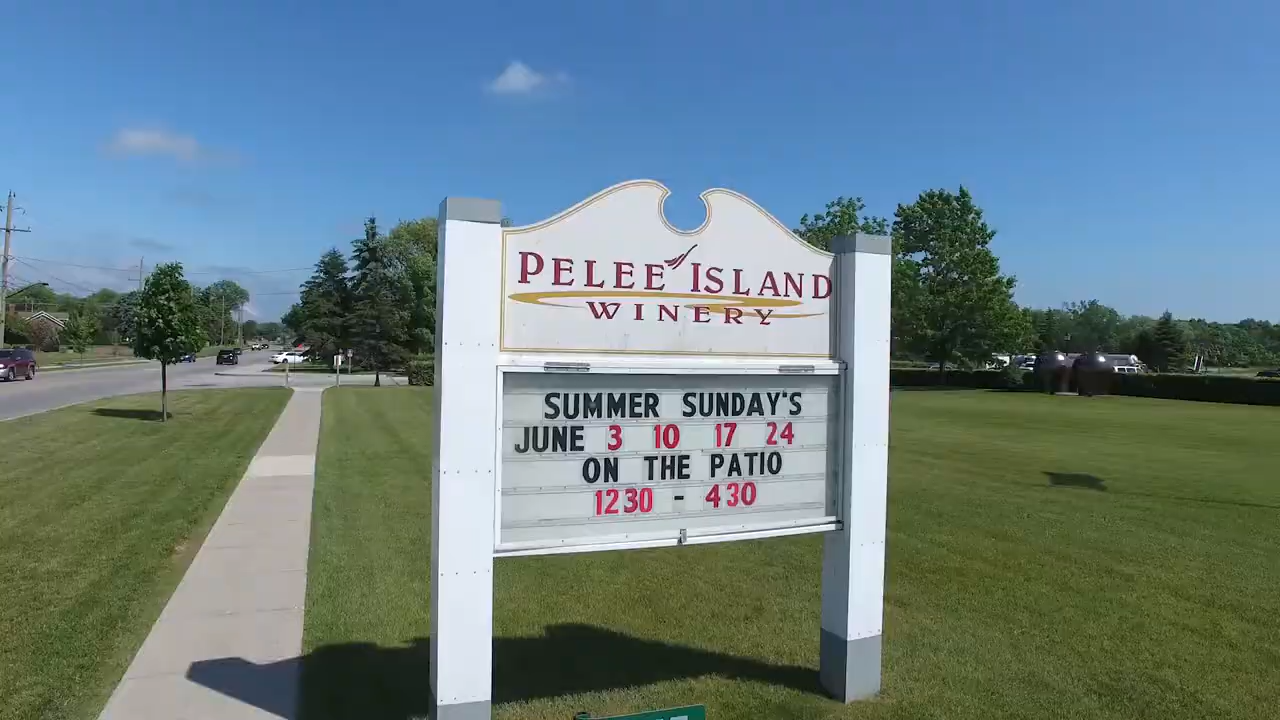 PELEE ISLAND
WINERY
SUMMER SUNDAY'S
JUNE 3 10 17 24
ON THE PATIO
1230 - 430